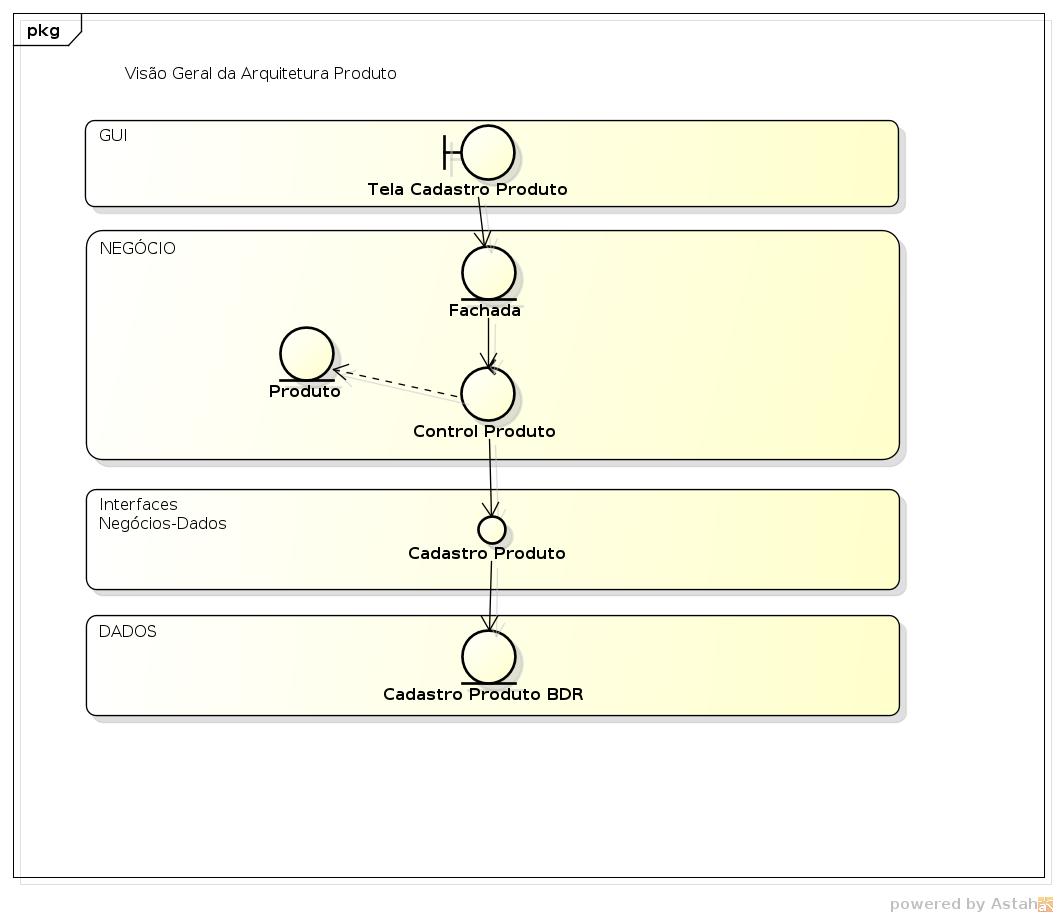 pkg
Visão Geral da Arquitetura Produto
GUI
Tela Cadastro Produto
NEGÓCIO
Fachada
Produto
Control Produto
Interfaces
Negócios-Dados
Cadastro Produto
DADOS
Cadastro Produto BDR
powered by Astah